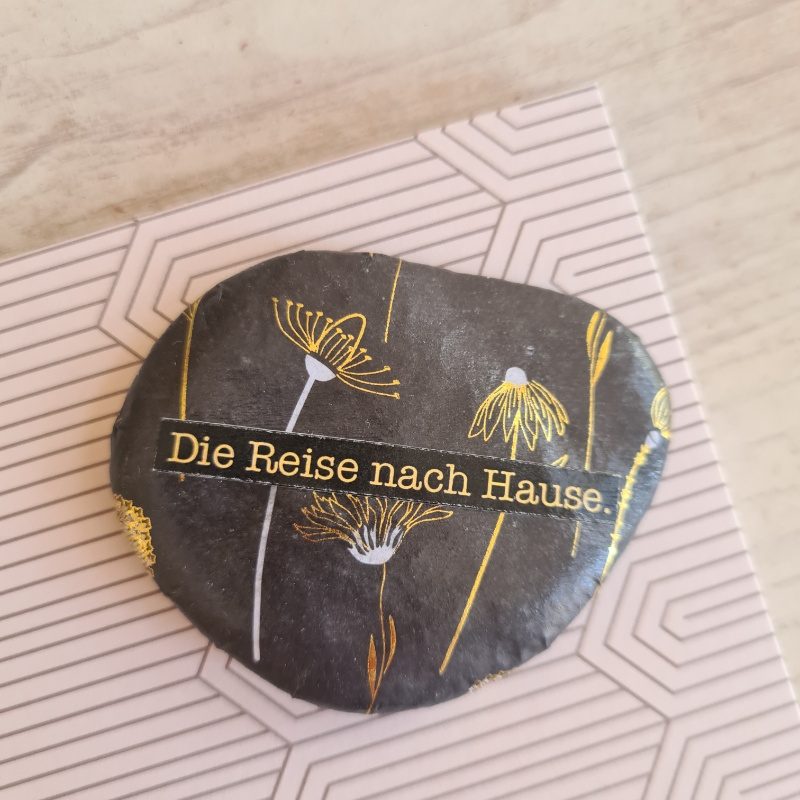 Die Reise nach Hause.